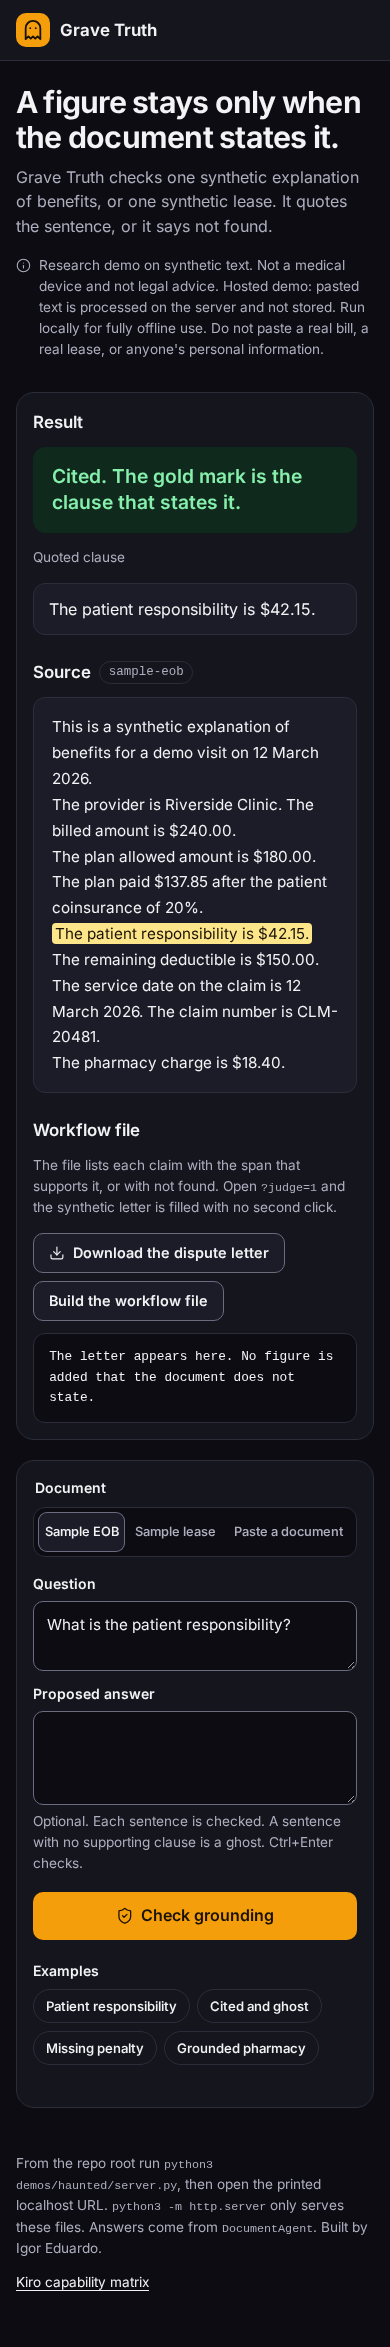 Grave Truth
A figure stays only when
the document states it.
Grave Truth checks one synthetic explanation
of benefits, or one synthetic lease. It quotes
the sentence, or it says not found.
Research demo on synthetic text. Not a medical
device and not legal advice. Hosted demo: pasted
text is processed on the server and not stored. Run
locally for fully offline use. Do not paste a real bill, a
real lease, or anyone's personal information.
Result
Cited. The gold mark is the
clause that states it.
Quoted clause
The patient responsibility is $42.15.
Source sample-eob
This is a synthetic explanation of
benefits for a demo visit on 12 March
2026.
The provider is Riverside Clinic. The
billed amount is $240.00.
The plan allowed amount is $180.00.
The plan paid $137.85 after the patient
coinsurance of 20%.
The patient responsibility is $42.15.
The remaining deductible is $150.00.
The service date on the claim is 12
March 2026. The claim number is CLM-
20481.
The pharmacy charge is $18.40.
Workflow file
The file lists each claim with the span that
supports it, or with not found. Open ?judge=1 and
the synthetic letter is filled with no second click.
Download the dispute letter
Build the workflow file
The letter appears here. No figure is
added that the document does not
state.
Document
Sample EOB Sample lease Paste a document
Question
What is the patient responsibility?
Proposed answer
Optional. Each sentence is checked. A sentence
with no supporting clause is a ghost. Ctrl+Enter
checks.
Check grounding
Examples
Patient responsibility Cited and ghost
Missing penalty Grounded pharmacy
From the repo root run python3
demos/haunted/server.py, then open the printed
localhost URL. python3 -m http.server only serves
these files. Answers come from DocumentAgent. Built by
Igor Eduardo.
Kiro capability matrix